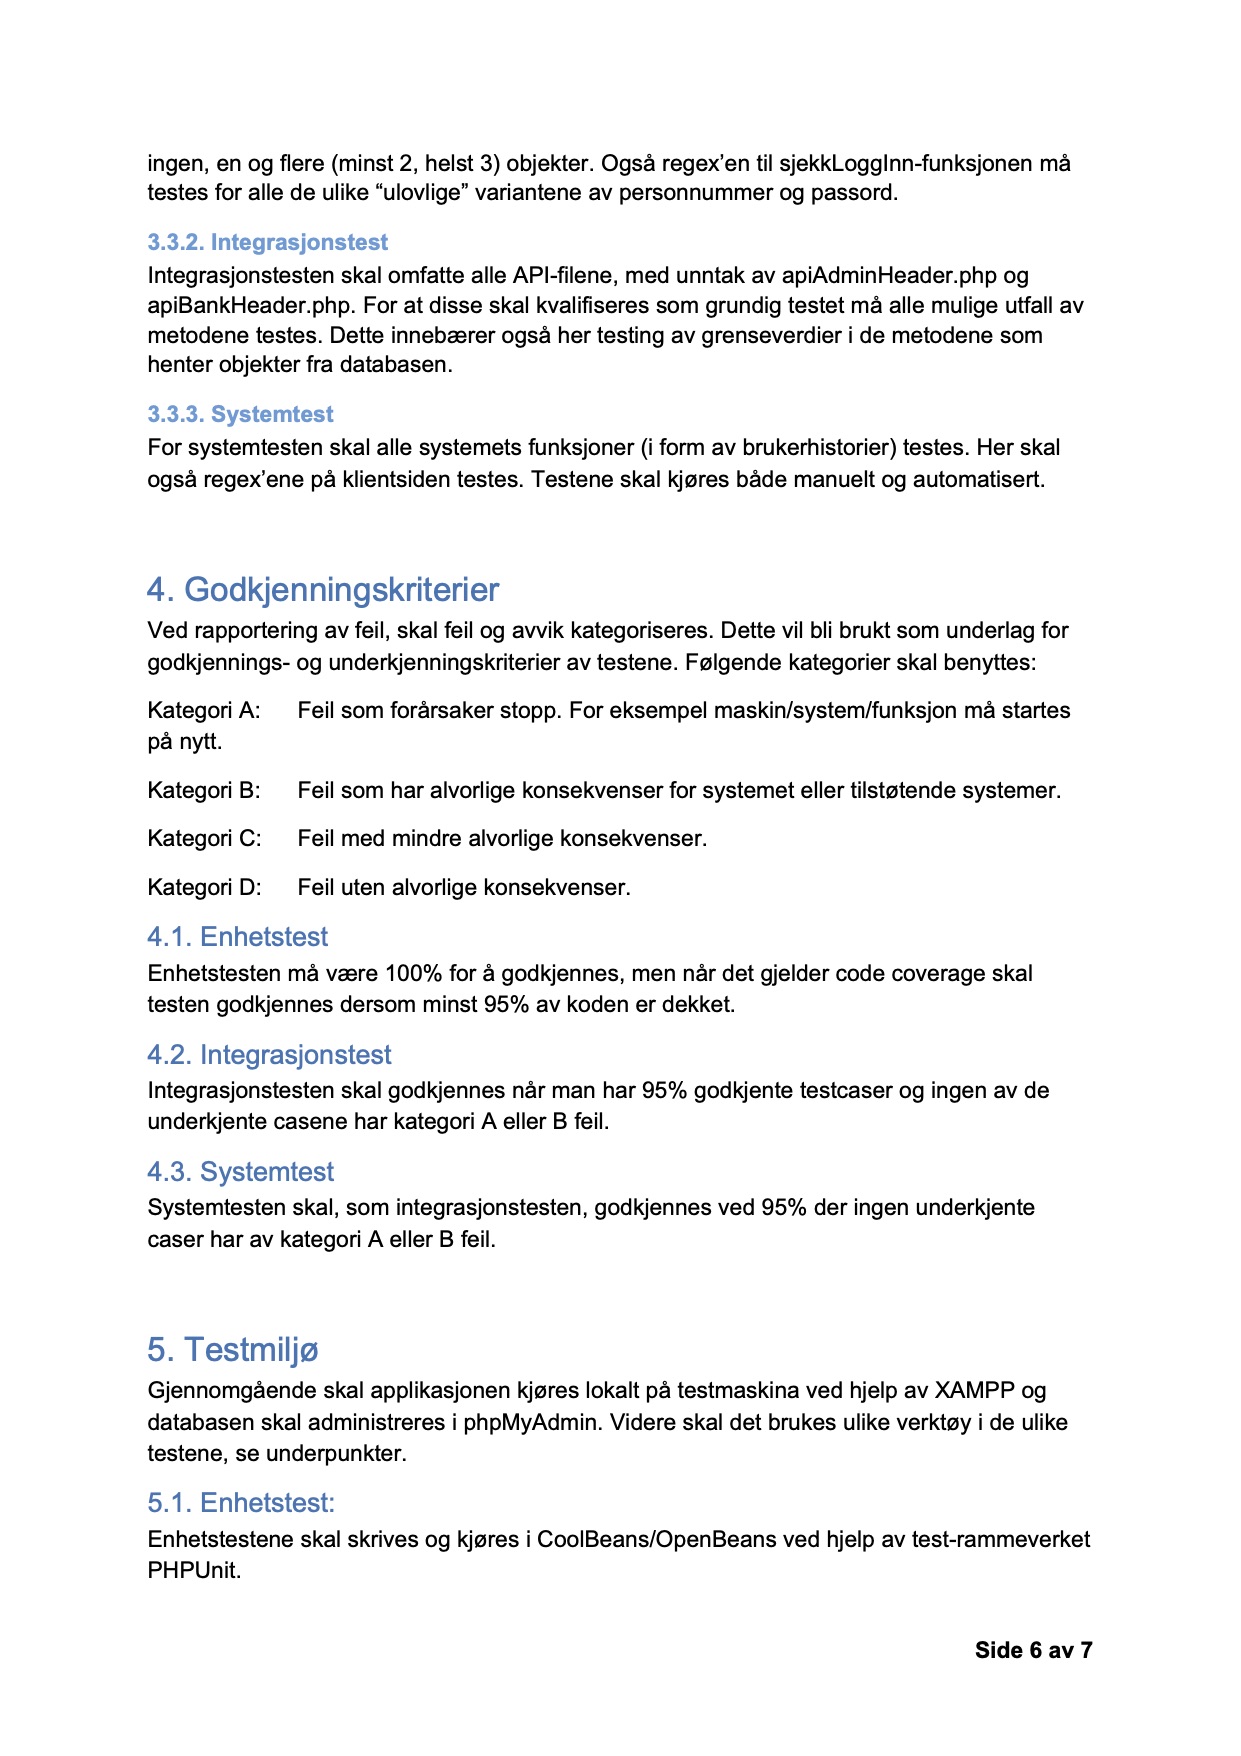 ingen, en og flere (minst 2, helst 3) objekter. Også regex’en til sjekkLoggInn-funksjonen må
testes for alle de ulike “ulovlige” variantene av personnummer og passord.
3.3.2. Integrasjonstest
Integrasjonstesten skal omfatte alle API-filene, med unntak av apiAdminHeader.php og
apiBankHeader.php. For at disse skal kvalifiseres som grundig testet må alle mulige utfall av
metodene testes. Dette innebærer også her testing av grenseverdier i de metodene som
henter objekter fra databasen.
3.3.3. Systemtest
For systemtesten skal alle systemets funksjoner (i form av brukerhistorier) testes. Her skal
også regex’ene på klientsiden testes. Testene skal kjøres både manuelt og automatisert.
4. Godkjenningskriterier
Ved rapportering av feil, skal feil og avvik kategoriseres. Dette vil bli brukt som underlag for
godkjennings- og underkjenningskriterier av testene. Følgende kategorier skal benyttes:
Kategori A: Feil som forårsaker stopp. For eksempel maskin/system/funksjon må startes
på nytt.
Kategori B: Feil som har alvorlige konsekvenser for systemet eller tilstøtende systemer.
Kategori C: Feil med mindre alvorlige konsekvenser.
Kategori D: Feil uten alvorlige konsekvenser.
4.1. Enhetstest
Enhetstesten må være 100% for å godkjennes, men når det gjelder code coverage skal
testen godkjennes dersom minst 95% av koden er dekket.
4.2. Integrasjonstest
Integrasjonstesten skal godkjennes når man har 95% godkjente testcaser og ingen av de
underkjente casene har kategori A eller B feil.
4.3. Systemtest
Systemtesten skal, som integrasjonstesten, godkjennes ved 95% der ingen underkjente
caser har av kategori A eller B feil.
5. Testmiljø
Gjennomgående skal applikasjonen kjøres lokalt på testmaskina ved hjelp av XAMPP og
databasen skal administreres i phpMyAdmin. Videre skal det brukes ulike verktøy i de ulike
testene, se underpunkter.
5.1. Enhetstest:
Enhetstestene skal skrives og kjøres i CoolBeans/OpenBeans ved hjelp av test-rammeverket
PHPUnit.
Side 6 av 7